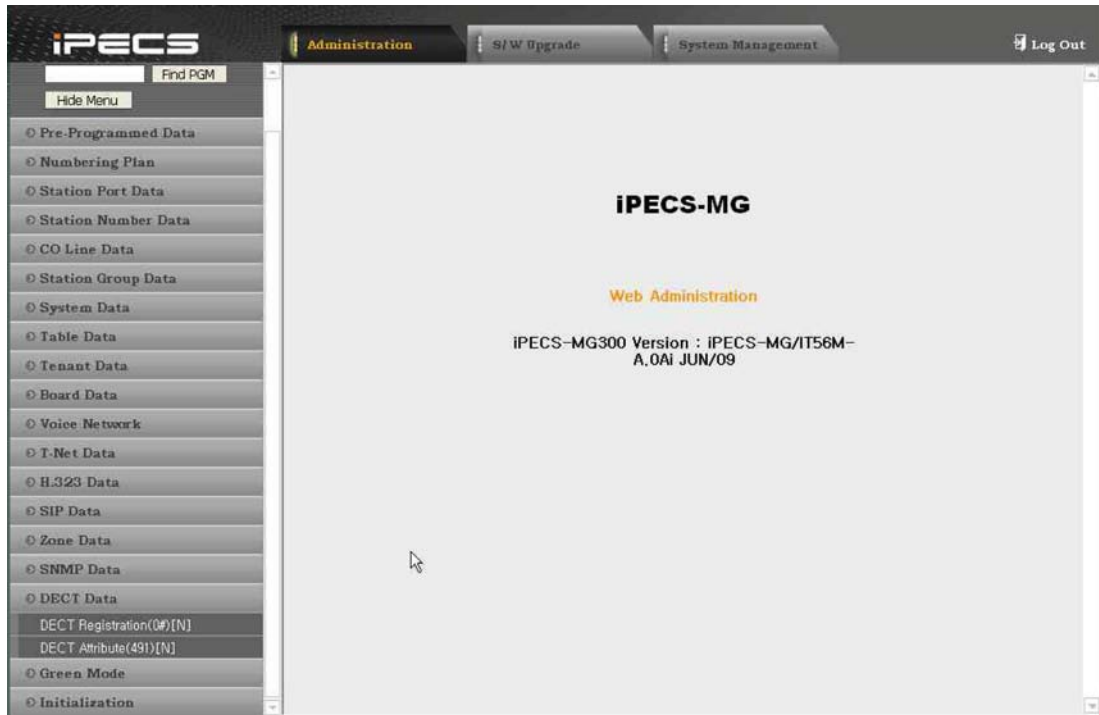 iPECS
Administration
S/W Upgrade
System Management
Log Out
Find PGM
Hide Menu
Pre-Programmed Data
Numbering Plan
Station Port Data
Station Number Data
CO Line Data
Station Group Data
System Data
Table Data
Tenant Data
Board Data
Voice Network
T-Net Data
H.323 Data
SIP Data
Zone Data
SNMP Data
DECT Data
DECT Registration(0#)[N]
DECT Attribute(491)[N]
Green Mode
Initialization
iPECS-MG
Web Administration
iPECS-MG300 Version : iPECS-MG/IT56M-
A.0Ai JUN/09